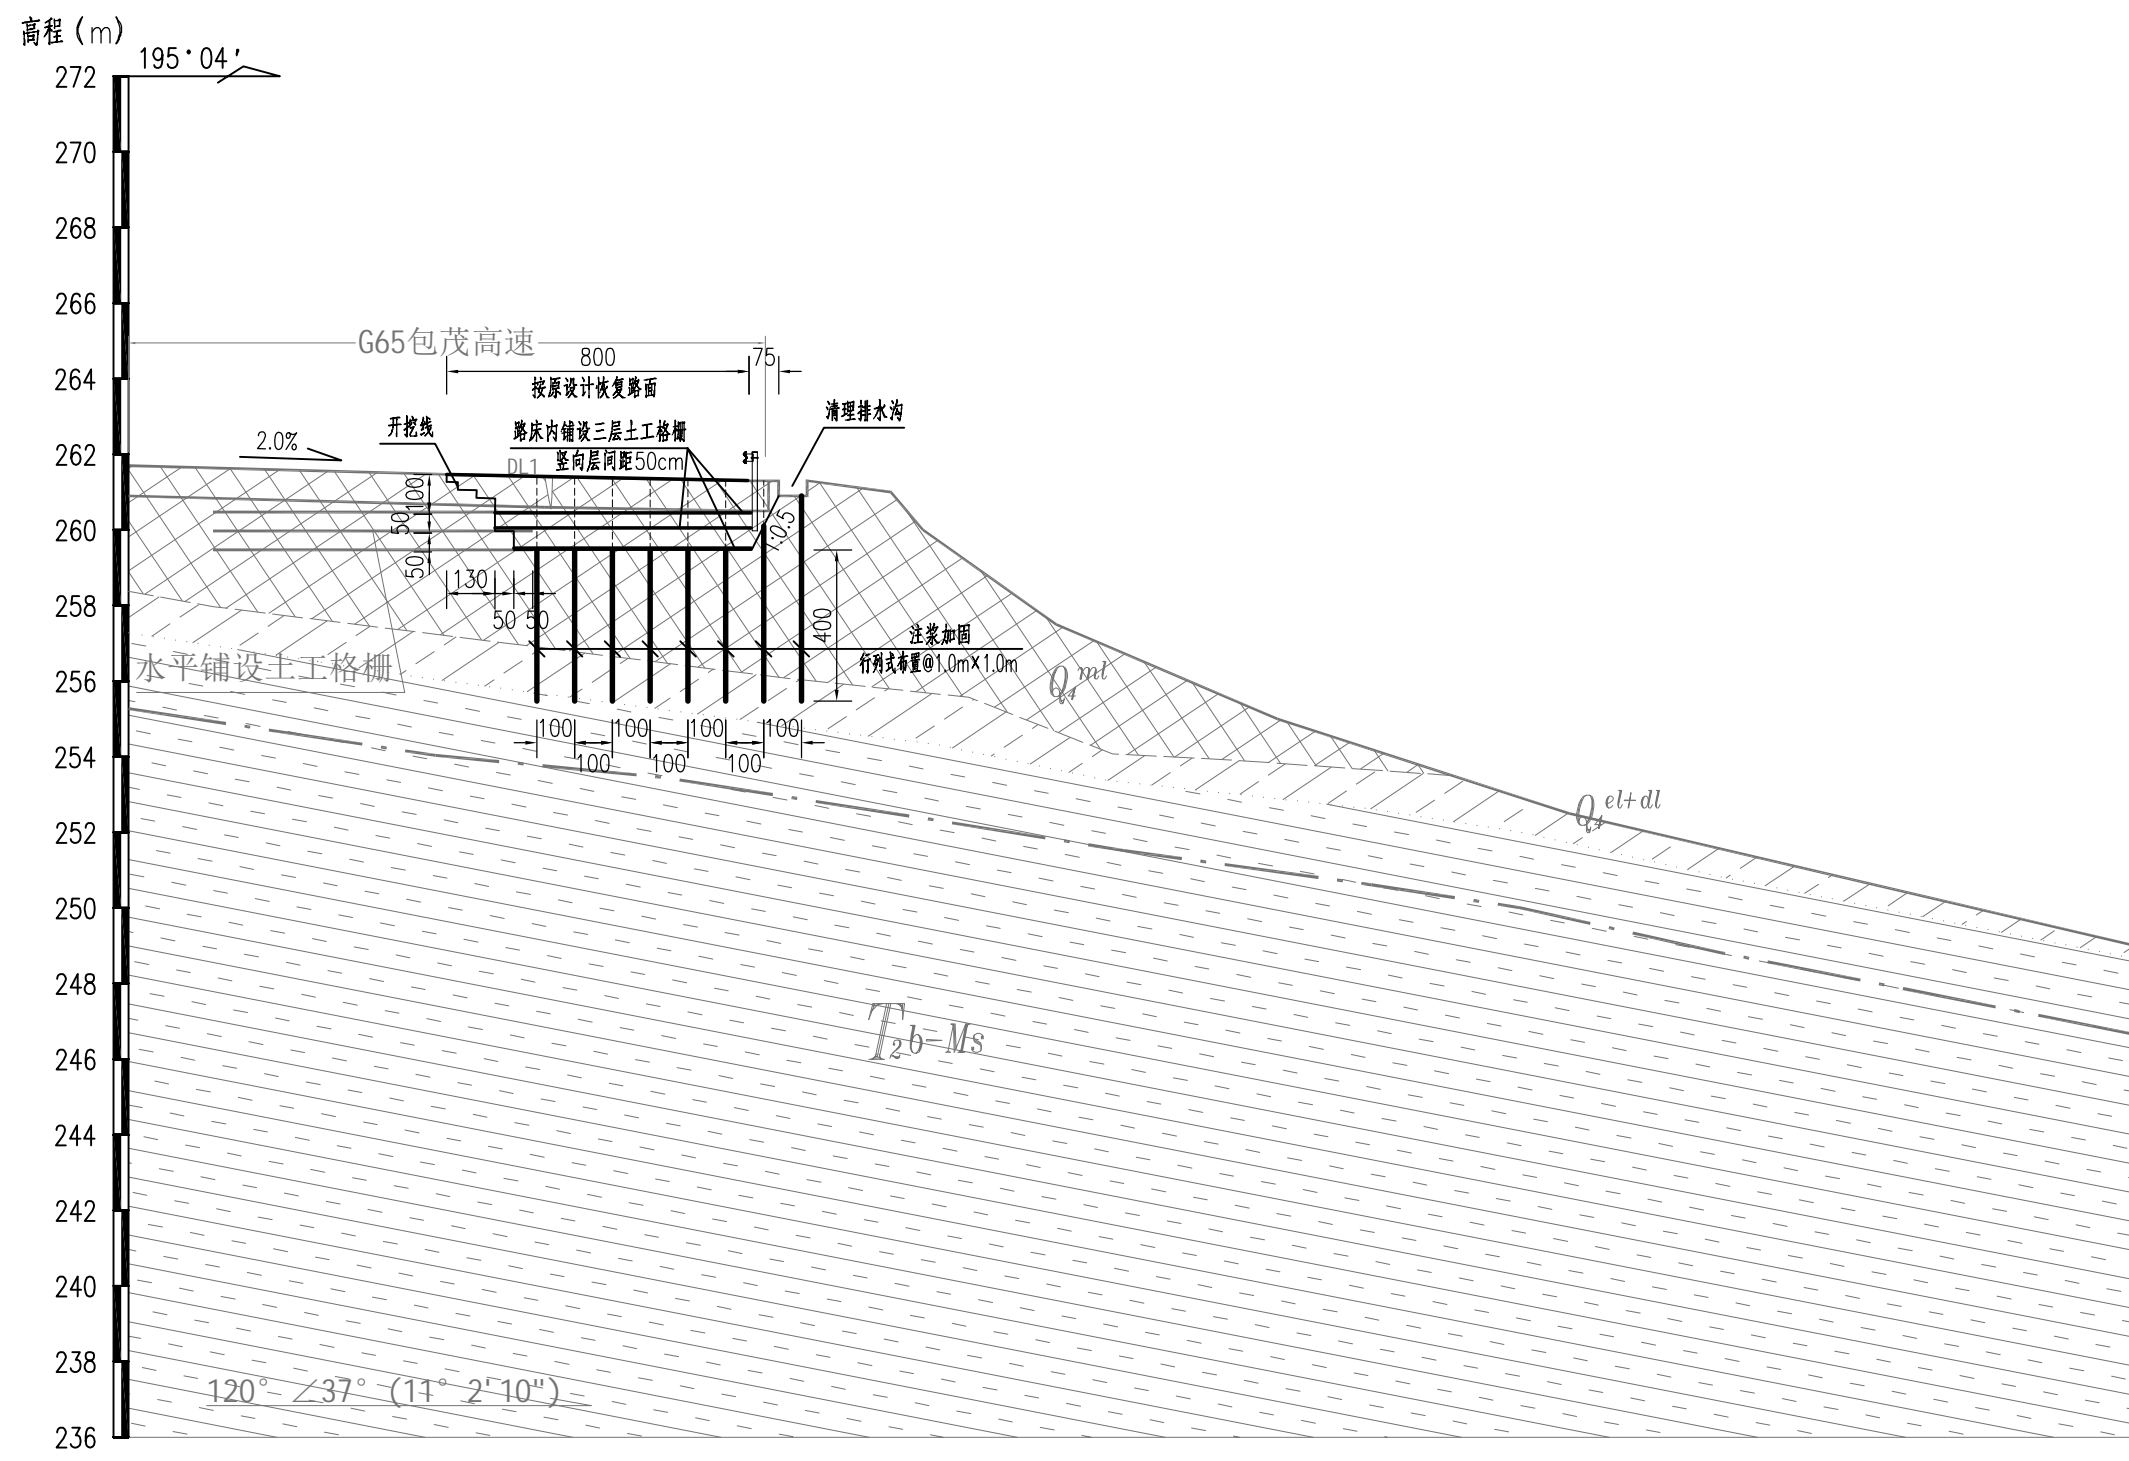 高程(m)
195°04'
272
270
268
266
264
262
260
258
256
254
252
250
248
246
244
242
240
238
236
G65包茂高速
800
75
按原设计恢复路面
清理排水沟
开挖线
路床内铺设三层土工格栅
竖向层间距50cm
2.0%
DL1
100
50
50
1:0.5
130
50
50
400
注浆加固
行列式布置@1.0m×1.0m
水平铺设土工格栅
100
100
100
100
100
100
100
Q4ml
Q4el+dl
T2b-Ms
120° ∠37° (11° 2'10")